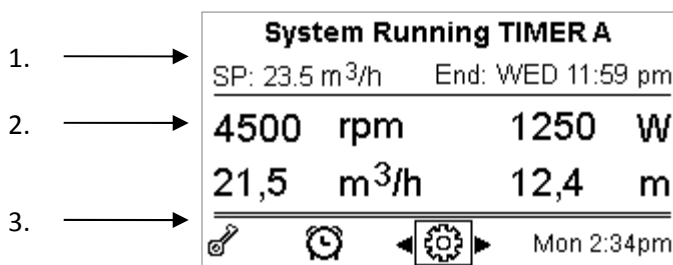 System Running TIMER A
1.
SP: 23.5 m³/h End: WED 11:59 pm
2.
4500 rpm 1250 W
21,5 m³/h 12,4 m
3.
Mon 2:34pm